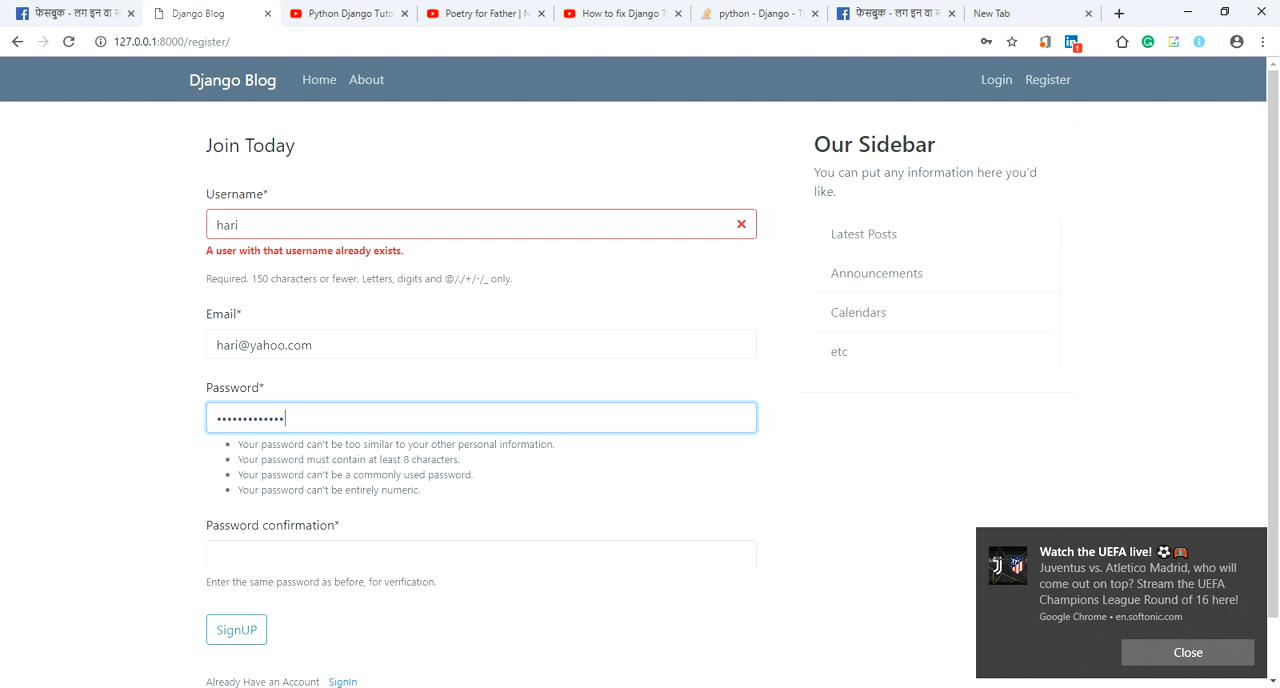 फेसबुक - लग इन वा स
Django Blog
Python Django Tuto
Poetry for Father | N
How to fix Django T
python - Django - Ty
फेसबुक - लग इन वा स
New Tab
127.0.0.1:8000/register/
1
Django Blog
Home
About
Login
Register
Join Today
Username*
hari
A user with that username already exists.
Required. 150 characters or fewer. Letters, digits and @/./+/-/_ only.
Email*
hari@yahoo.com
Password*
•••••••••••••
• Your password can't be too similar to your other personal information.
• Your password must contain at least 8 characters.
• Your password can't be a commonly used password.
• Your password can't be entirely numeric.
Password confirmation*
Enter the same password as before, for verification.
SignUP
Already Have an Account SignIn
Our Sidebar
You can put any information here you'd
like.
Latest Posts
Announcements
Calendars
etc
Watch the UEFA live! ⚽🎮
Juventus vs. Atletico Madrid, who will
come out on top? Stream the UEFA
Champions League Round of 16 here!
Google Chrome • en.softonic.com
Close